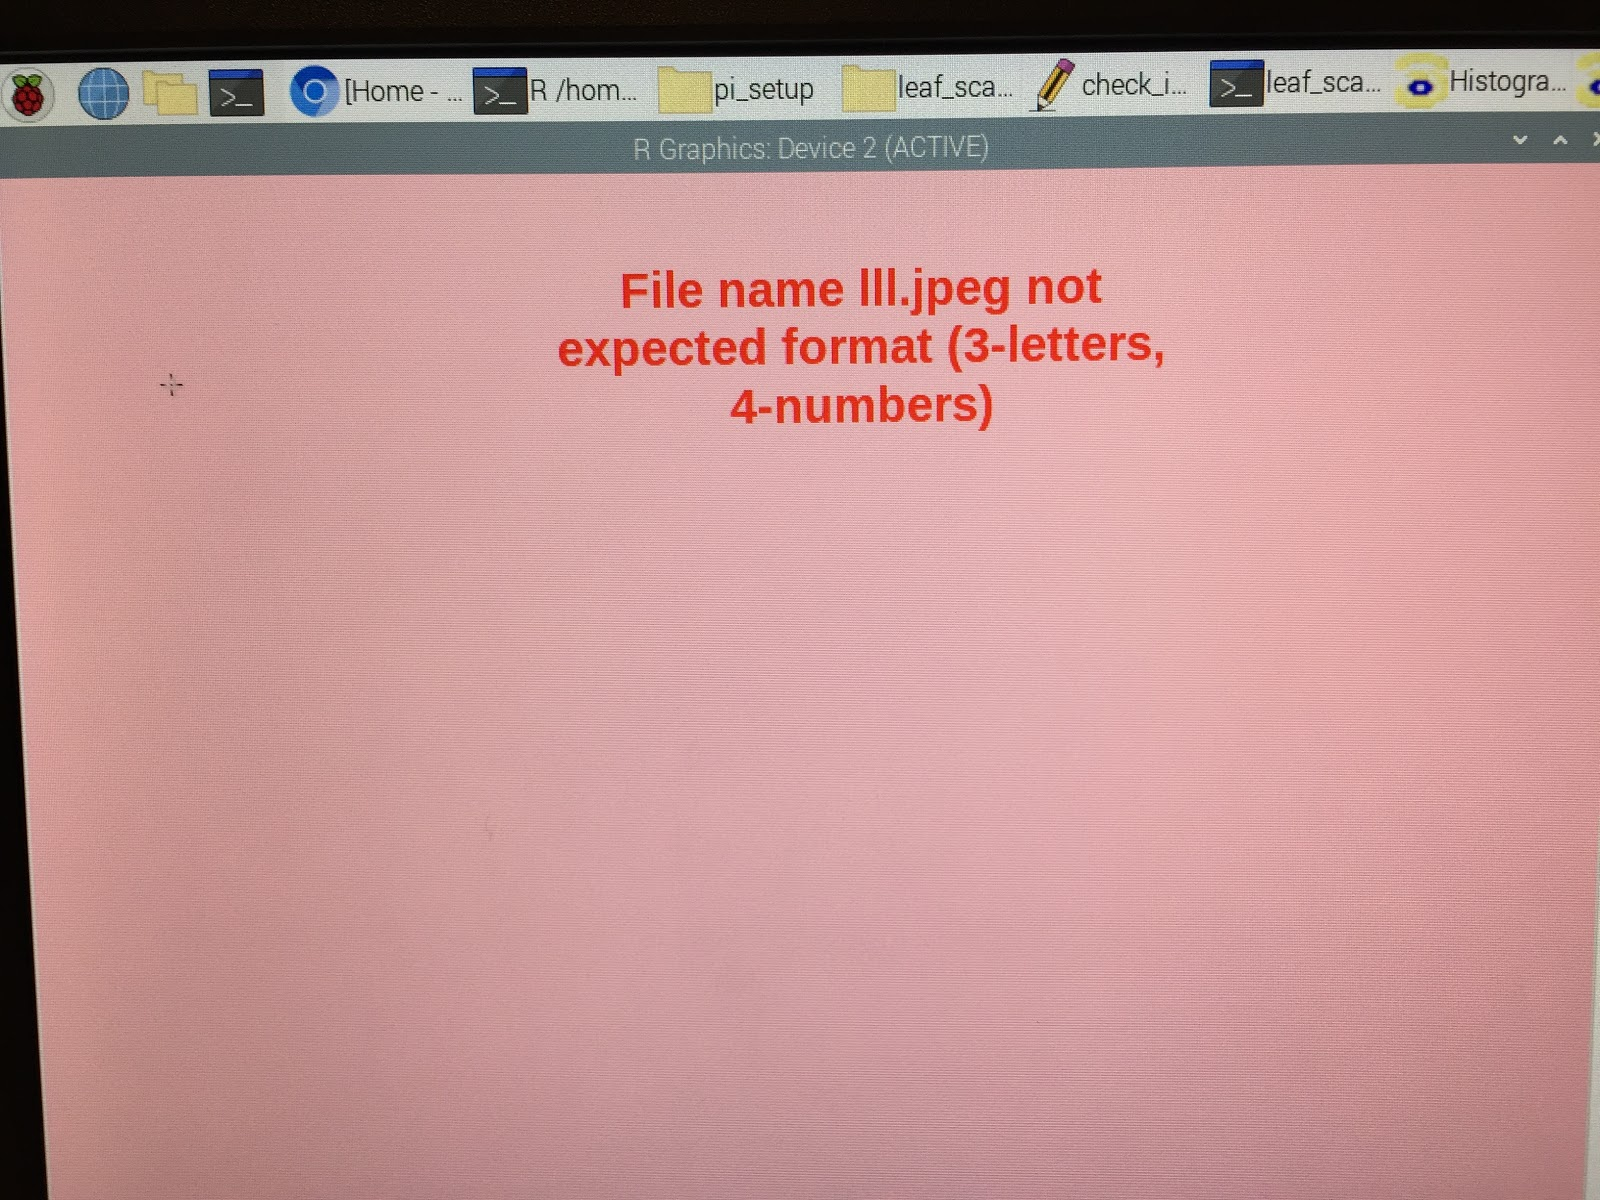 [Home - ...
R /hom...
pi_setup
leaf_sca...
check_i...
leaf_sca...
Histogra...
R Graphics: Device 2 (ACTIVE)
File name lll.jpeg not
expected format (3-letters,
4-numbers)